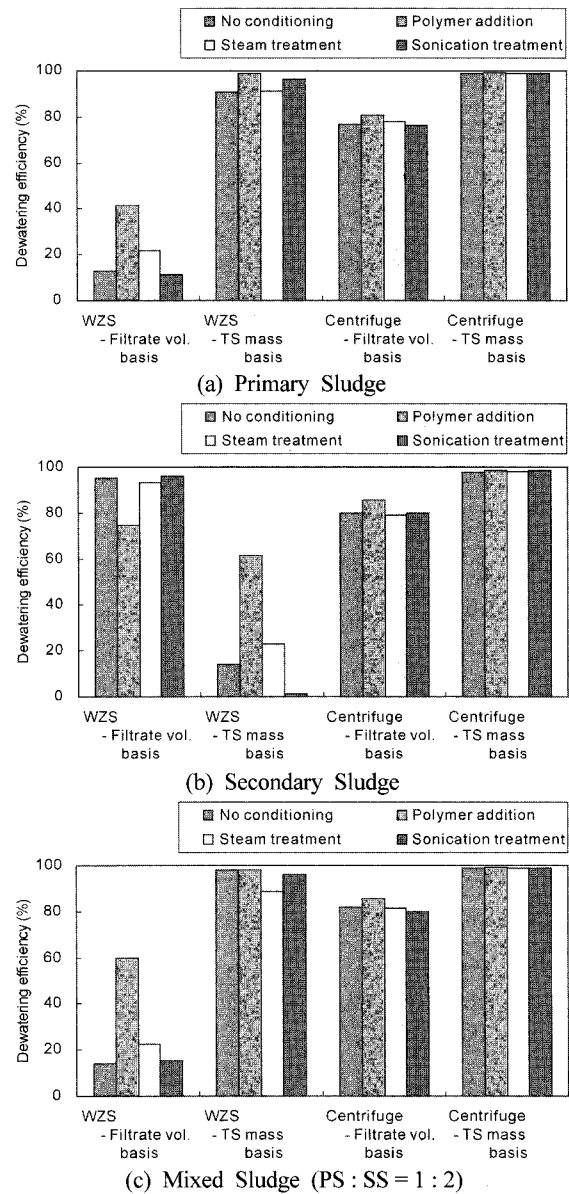 No conditioning Polymer addition
Steam treatment Sonication treatment
100
80
60
40
20
0
Dewatering efficiency (%)
WZS WZS Centrifuge Centrifuge
- Filtrate vol. - TS mass - Filtrate vol. - TS mass
basis basis basis basis
(a) Primary Sludge
No conditioning Polymer addition
Steam treatment Sonication treatment
100
80
60
40
20
0
Dewatering efficiency (%)
WZS WZS Centrifuge Centrifuge
- Filtrate vol. - TS mass - Filtrate vol. - TS mass
basis basis basis basis
(b) Secondary Sludge
No conditioning Polymer addition
Steam treatment Sonication treatment
100
80
60
40
20
0
Dewatering efficiency (%)
WZS WZS Centrifuge Centrifuge
- Filtrate vol. - TS mass - Filtrate vol. - TS mass
basis basis basis basis
(c) Mixed Sludge (PS : SS = 1 : 2)